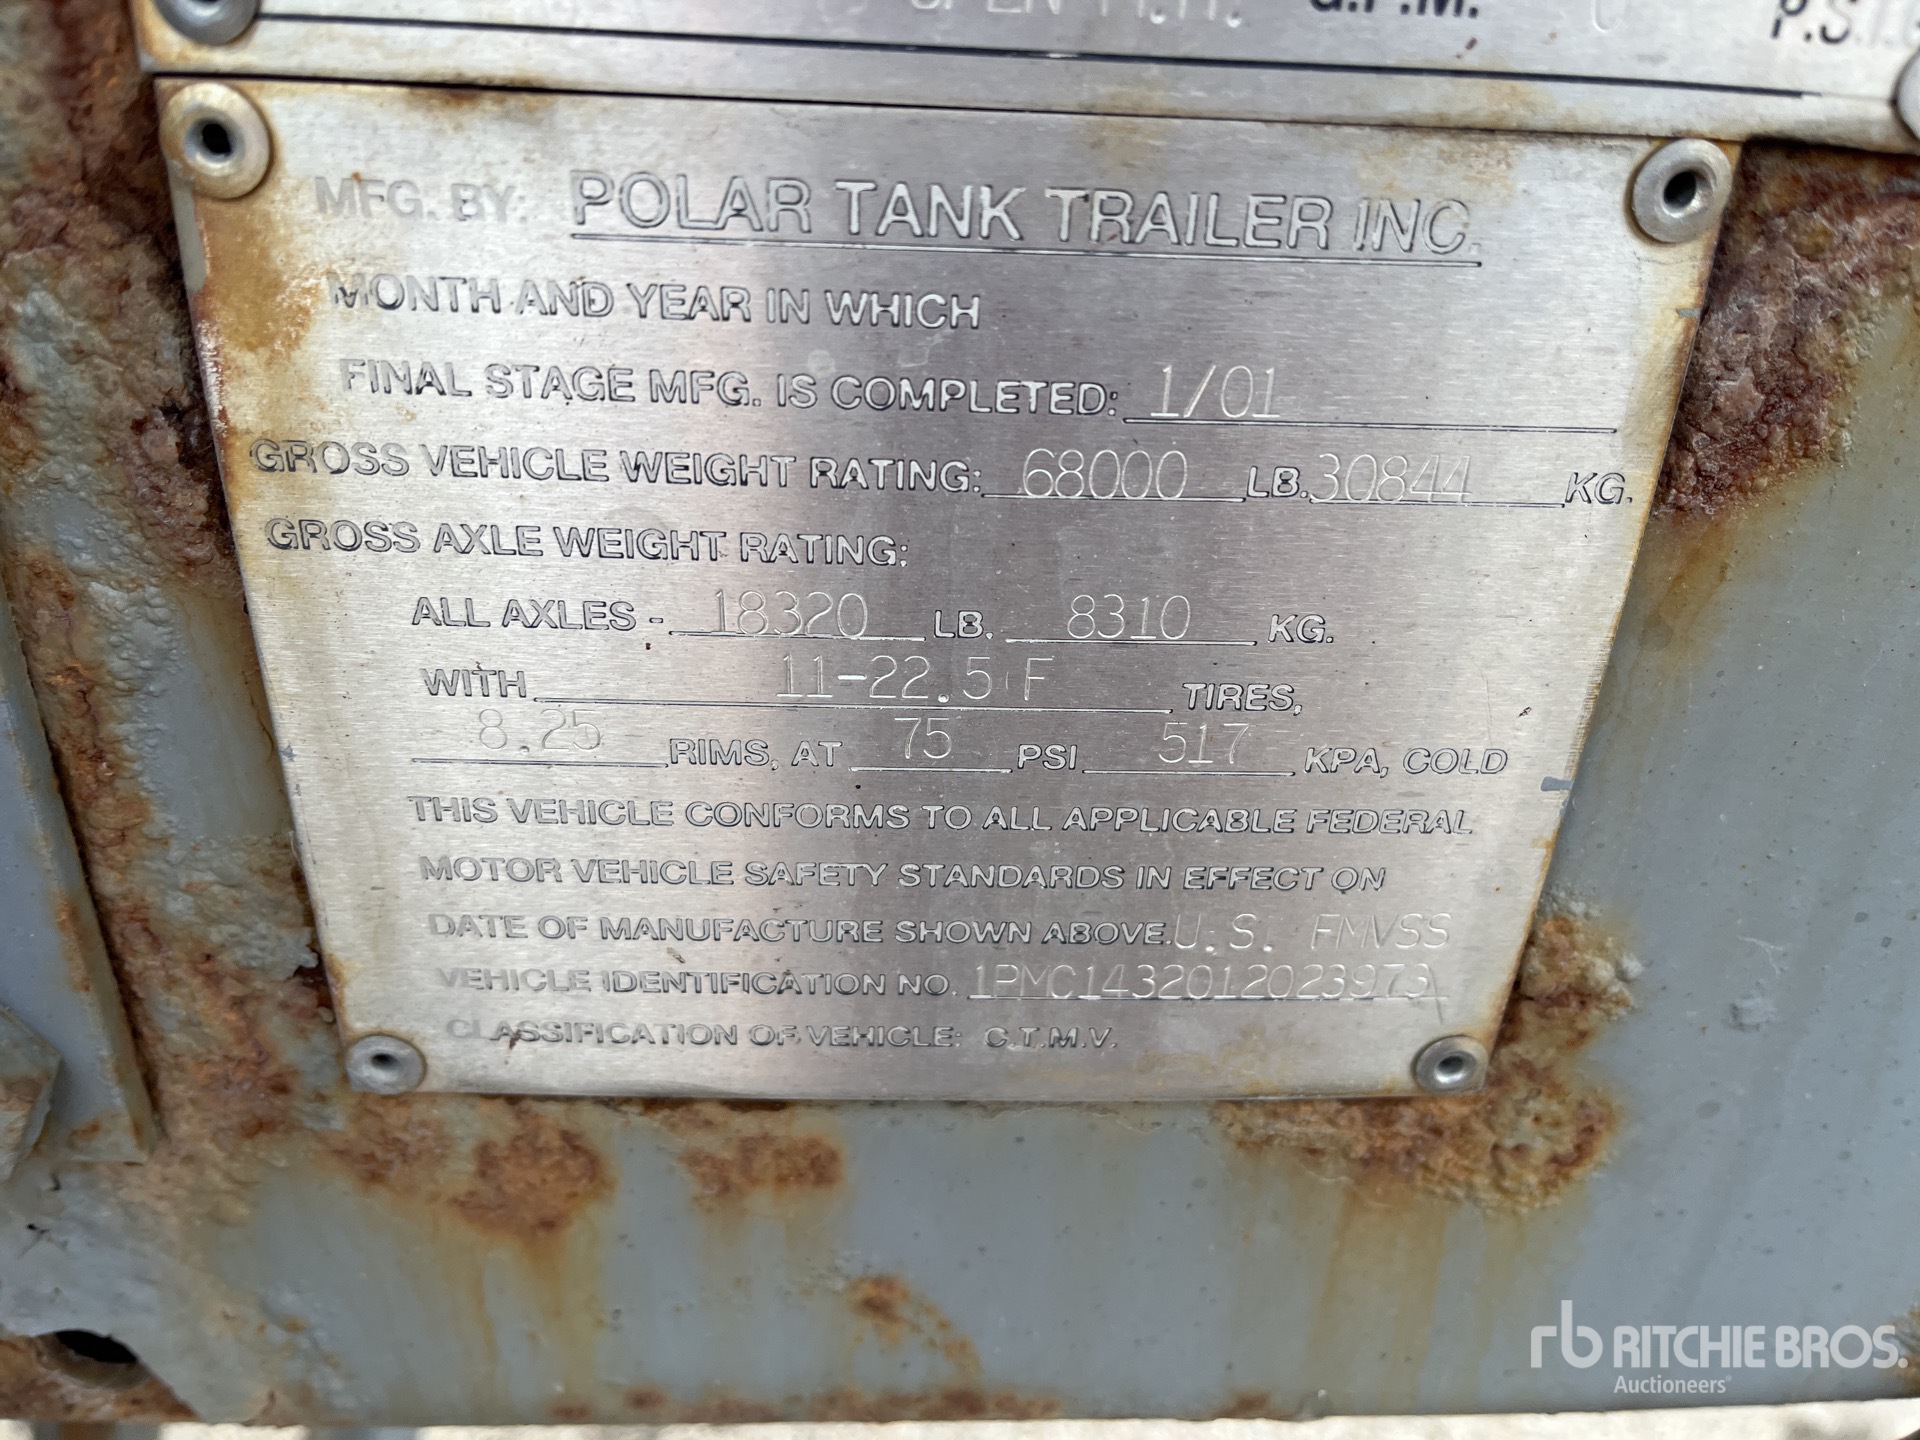 OPEN G.P.M. P.S.I.G
MFG. BY: POLAR TANK TRAILER INC.
MONTH AND YEAR IN WHICH
FINAL STAGE MFG. IS COMPLETED: 1/01
GROSS VEHICLE WEIGHT RATING: 68000 LB. 30844 KG.
GROSS AXLE WEIGHT RATING:
ALL AXLES - 18320 LB. 8310 KG.
WITH 11-22.5 F TIRES,
8.25 RIMS, AT 75 PSI 517 KPA, COLD
THIS VEHICLE CONFORMS TO ALL APPLICABLE FEDERAL
MOTOR VEHICLE SAFETY STANDARDS IN EFFECT ON
DATE OF MANUFACTURE SHOWN ABOVE. U.S. FMVSS
VEHICLE IDENTIFICATION NO. 1PMC1432012023973
CLASSIFICATION OF VEHICLE: C.T.M.V.
rb RITCHIE BROS.
Auctioneers